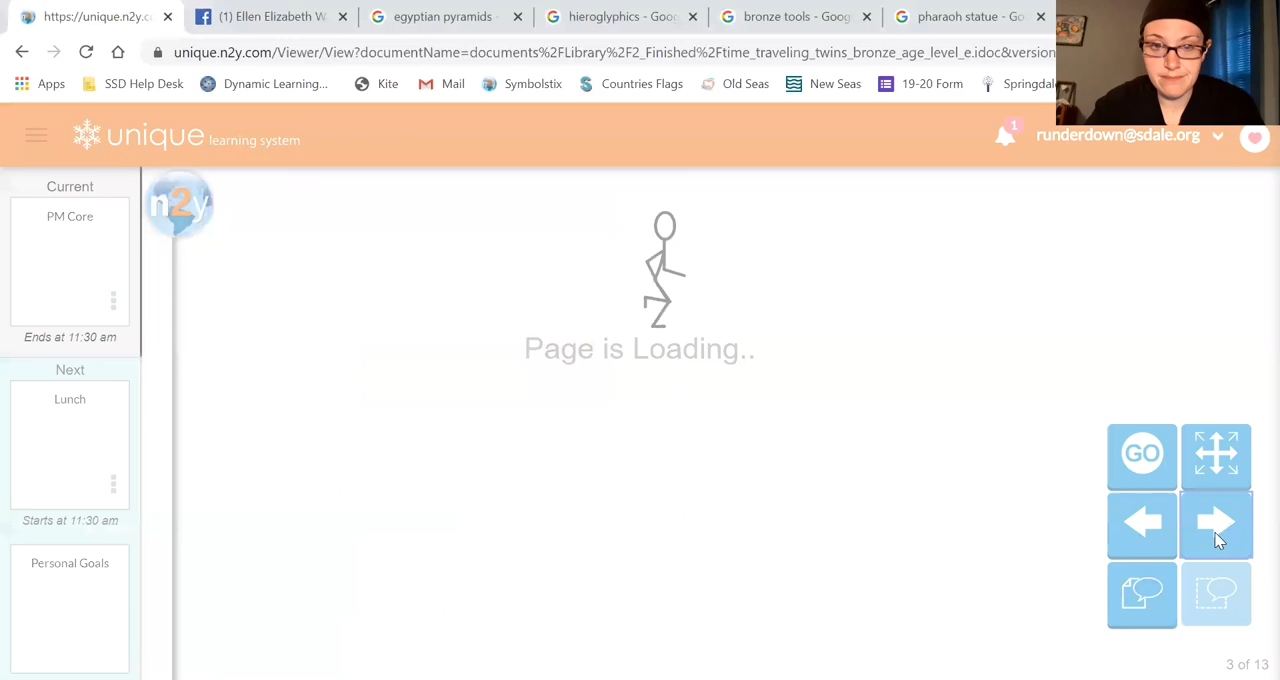 https://unique.n2y.c
(1) Ellen Elizabeth W
egyptian pyramids -
hieroglyphics - Goog
bronze tools - Goog
pharaoh statue - Go
unique.n2y.com/Viewer/View?documentName=documents%2FLibrary%2F2_Finished%2Ftime_traveling_twins_bronze_age_level_e.idoc&version
Apps
SSD Help Desk
Dynamic Learning...
Kite
Mail
Symbolstix
Countries Flags
Old Seas
New Seas
19-20 Form
Springdal
unique learning system
1
runderdown@sdale.org
Current
PM Core
Ends at 11:30 am
Next
Lunch
Starts at 11:30 am
Personal Goals
n2y
Page is Loading..
GO
3 of 13